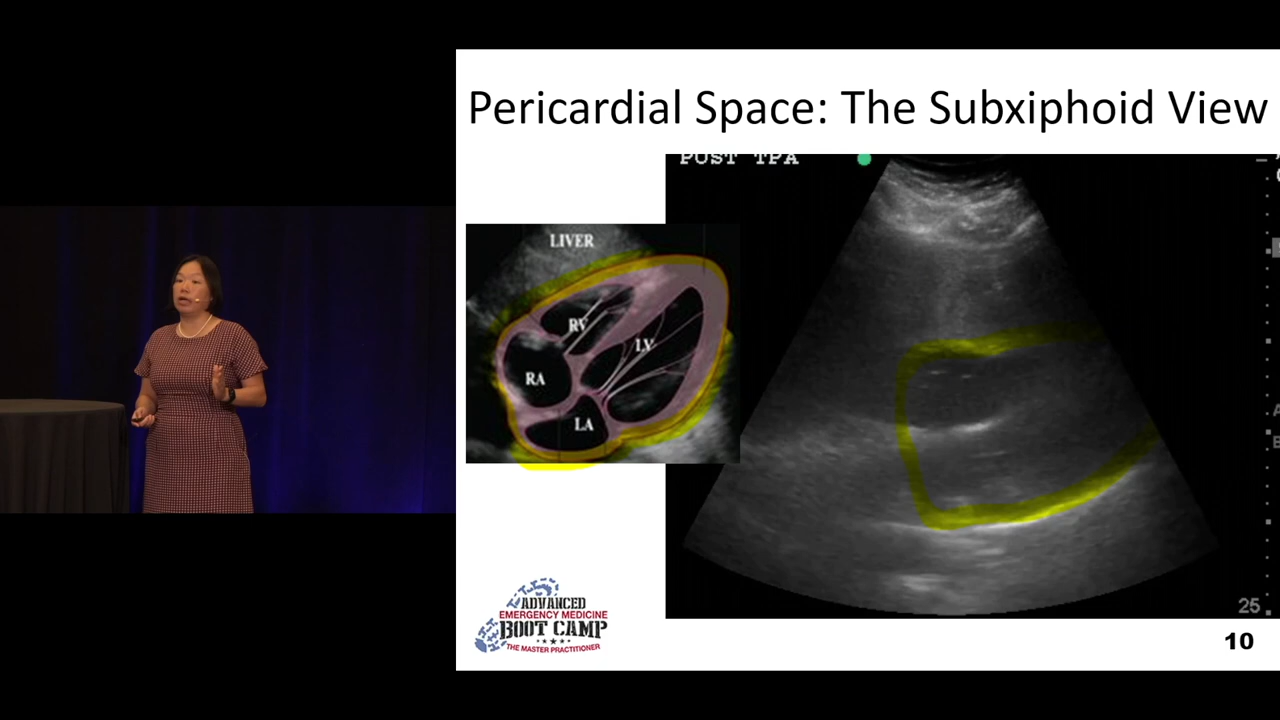 Pericardial Space: The Subxiphoid View
POST TPA
LIVER
RV
LV
RA
LA
25
ADVANCED
EMERGENCY MEDICINE
BOOT CAMP
THE MASTER PRACTITIONER
10